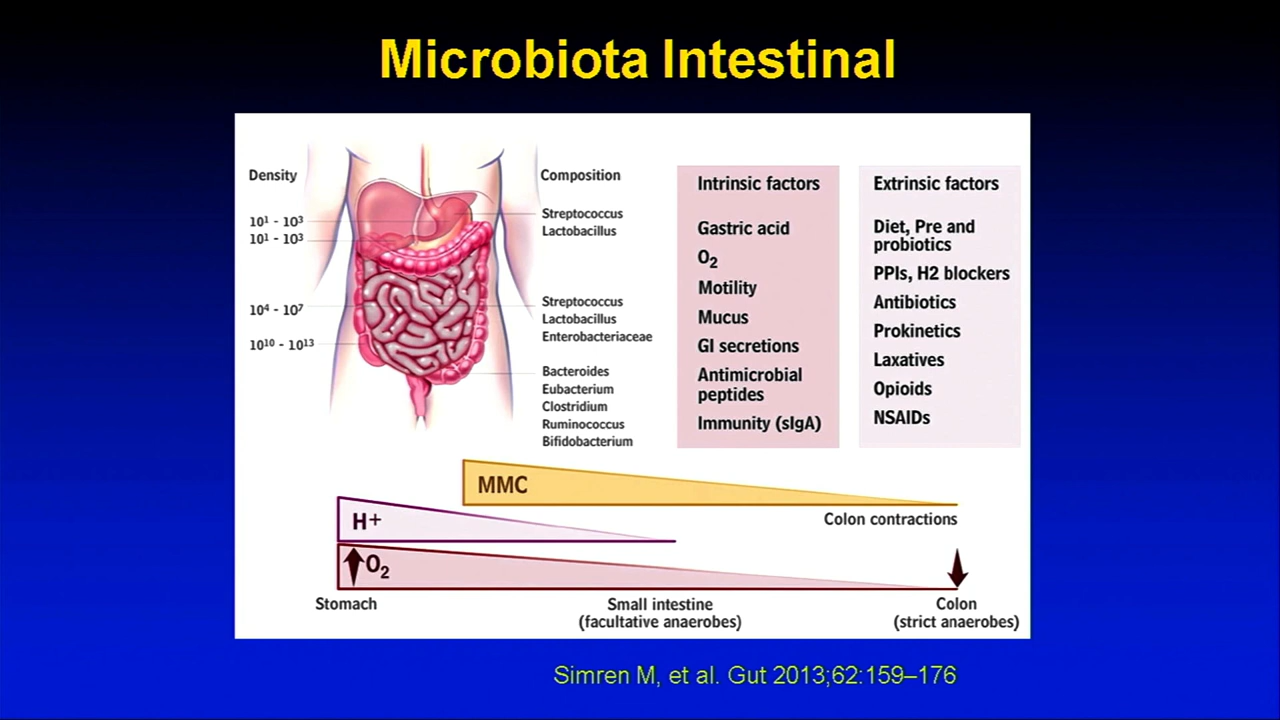 Microbiota Intestinal
Density
10¹ - 10³
10¹ - 10³
10⁴ - 10⁷
10¹⁰ - 10¹³
Composition
Streptococcus
Lactobacillus
Streptococcus
Lactobacillus
Enterobacteriaceae
Bacteroides
Eubacterium
Clostridium
Ruminococcus
Bifidobacterium
Intrinsic factors
Gastric acid
O₂
Motility
Mucus
GI secretions
Antimicrobial
peptides
Immunity (sIgA)
Extrinsic factors
Diet, Pre and
probiotics
PPIs, H2 blockers
Antibiotics
Prokinetics
Laxatives
Opioids
NSAIDs
MMC
Colon contractions
H+
O₂
Stomach
Small intestine
(facultative anaerobes)
Colon
(strict anaerobes)
Simren M, et al. Gut 2013;62:159–176